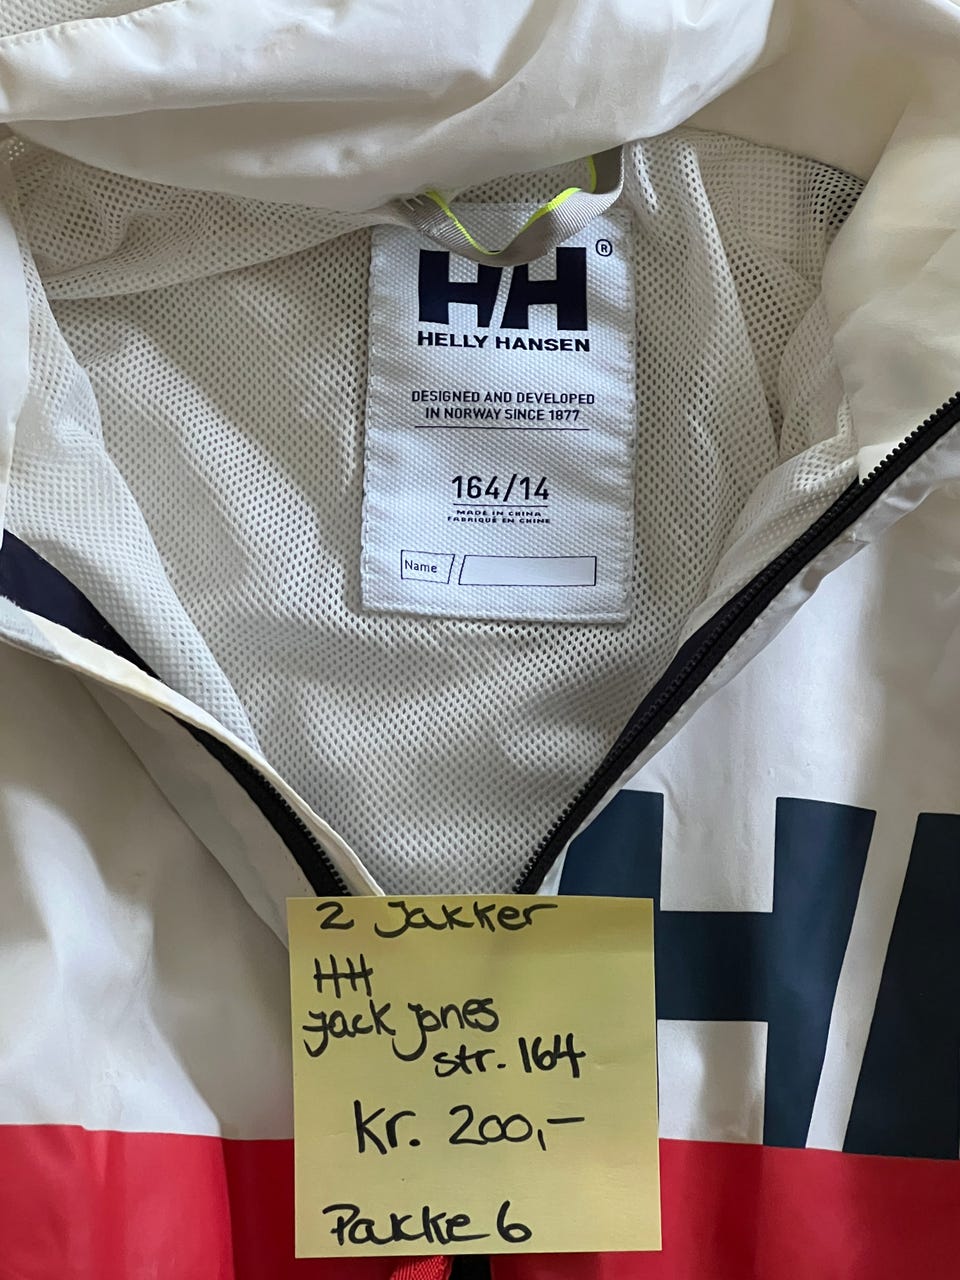 HH®
HELLY HANSEN
DESIGNED AND DEVELOPED
IN NORWAY SINCE 1877
164/14
MADE IN CHINA
FABRIQUÉ EN CHINE
Name
H
2 Jakker
HH
Jack Jones
str. 164
Kr. 200,-
Pakke 6